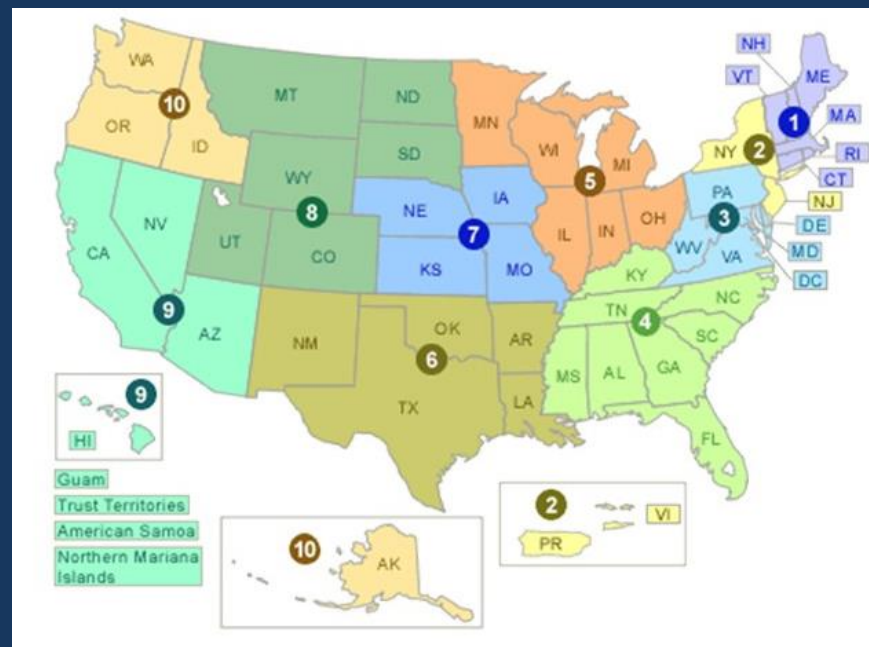 NH
WA
VT
ME
MT
ND
10
MN
OR
MA
1
ID
SD
WI
MI
NY
2
RI
WY
5
CT
IA
PA
NJ
8
NE
3
OH
NV
7
IL
IN
DE
UT
CO
WV
VA
MD
CA
KS
MO
KY
DC
NC
TN
9
4
OK
AZ
NM
AR
SC
6
MS
AL
GA
TX
LA
9
FL
HI
Guam
2
Trust Territories
VI
American Samoa
PR
10
Northern Mariana
Islands
AK